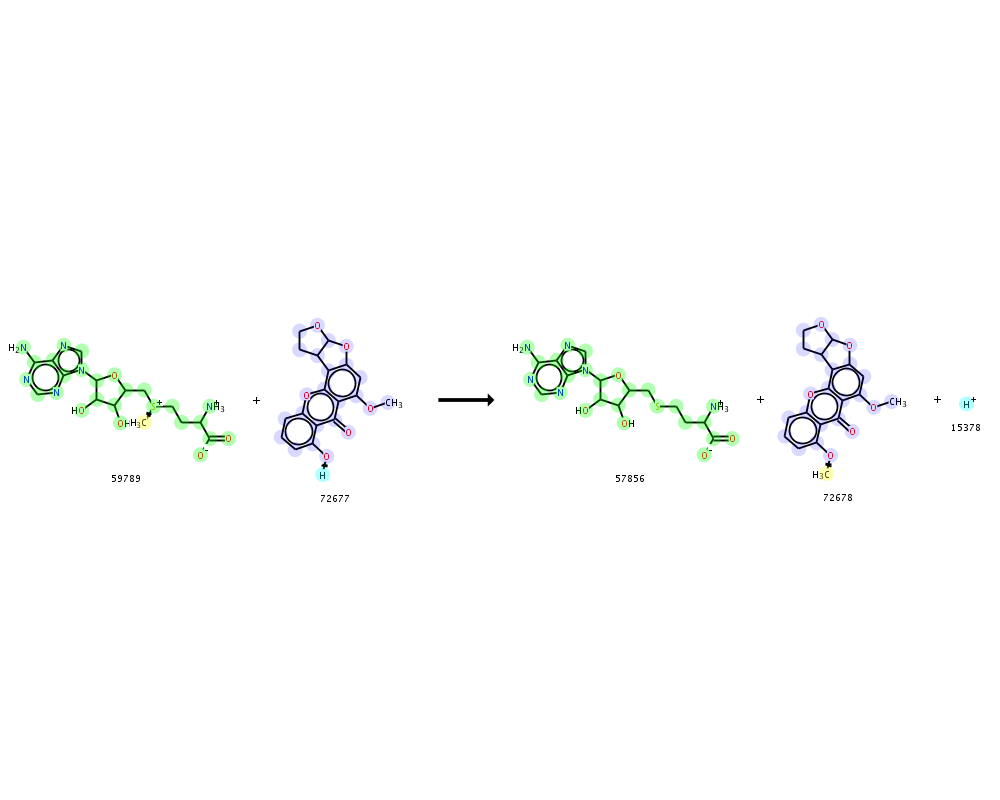 H2N N N N N O HO OH H3C S + NH3 + O O-
59789
+
O O O O CH3 O O H
72677
H2N N N N N O HO OH S NH3 + O O-
57856
+
O O O O CH3 O O H3C
72678
+
H+
15378